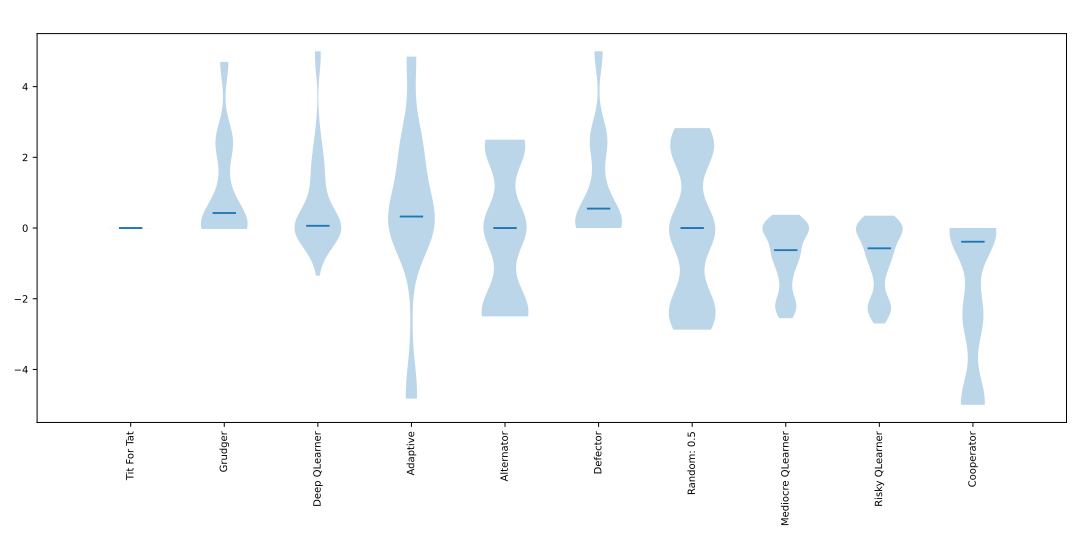 4
2
0
−2
−4
Tit For Tat
Grudger
Deep QLearner
Adaptive
Alternator
Defector
Random: 0.5
Mediocre QLearner
Risky QLearner
Cooperator